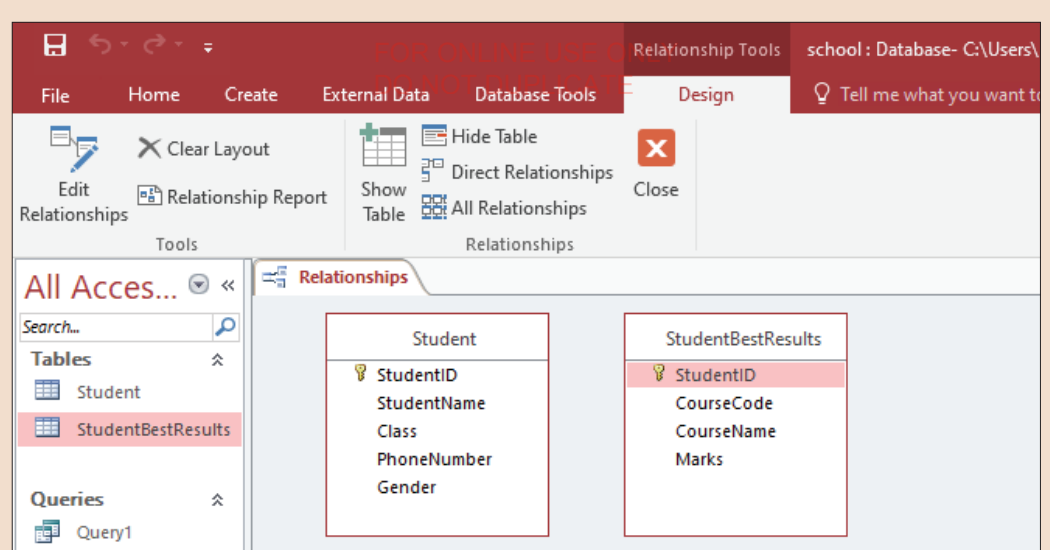 Relationship Tools
school : Database- C:\Users\
File Home Create External Data Database Tools Design Tell me what you want to
Edit Relationships
Clear Layout
Relationship Report
Tools
Show Table
Hide Table
Direct Relationships
All Relationships
Relationships
Close
All Acces...
Search...
Tables
Student
StudentBestResults
Queries
Query1
Relationships
Student
StudentID
StudentName
Class
PhoneNumber
Gender
StudentBestResults
StudentID
CourseCode
CourseName
Marks